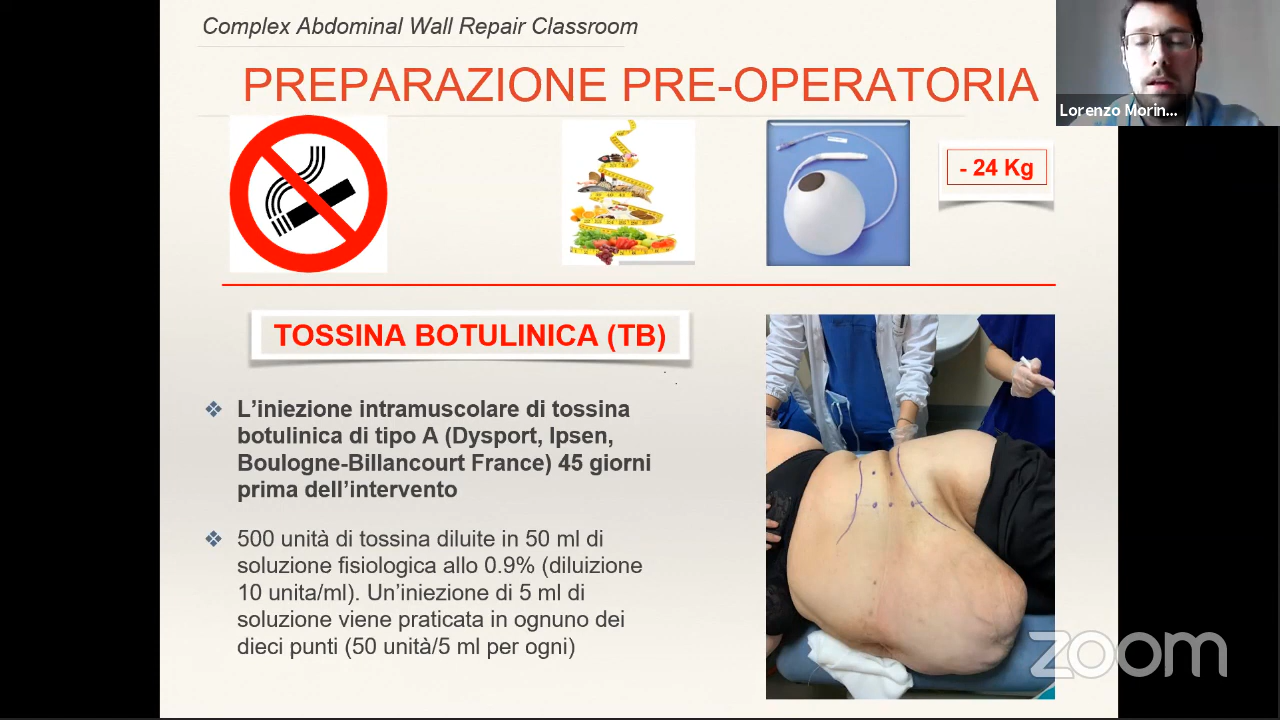 Complex Abdominal Wall Repair Classroom
PREPARAZIONE PRE-OPERATORIA
Lorenzo Morin...
- 24 Kg
TOSSINA BOTULINICA (TB)
L'iniezione intramuscolare di tossina
botulinica di tipo A (Dysport, Ipsen,
Boulogne-Billancourt France) 45 giorni
prima dell'intervento
500 unità di tossina diluite in 50 ml di
soluzione fisiologica allo 0.9% (diluizione
10 unita/ml). Un'iniezione di 5 ml di
soluzione viene praticata in ognuno dei
dieci punti (50 unità/5 ml per ogni)
zoom